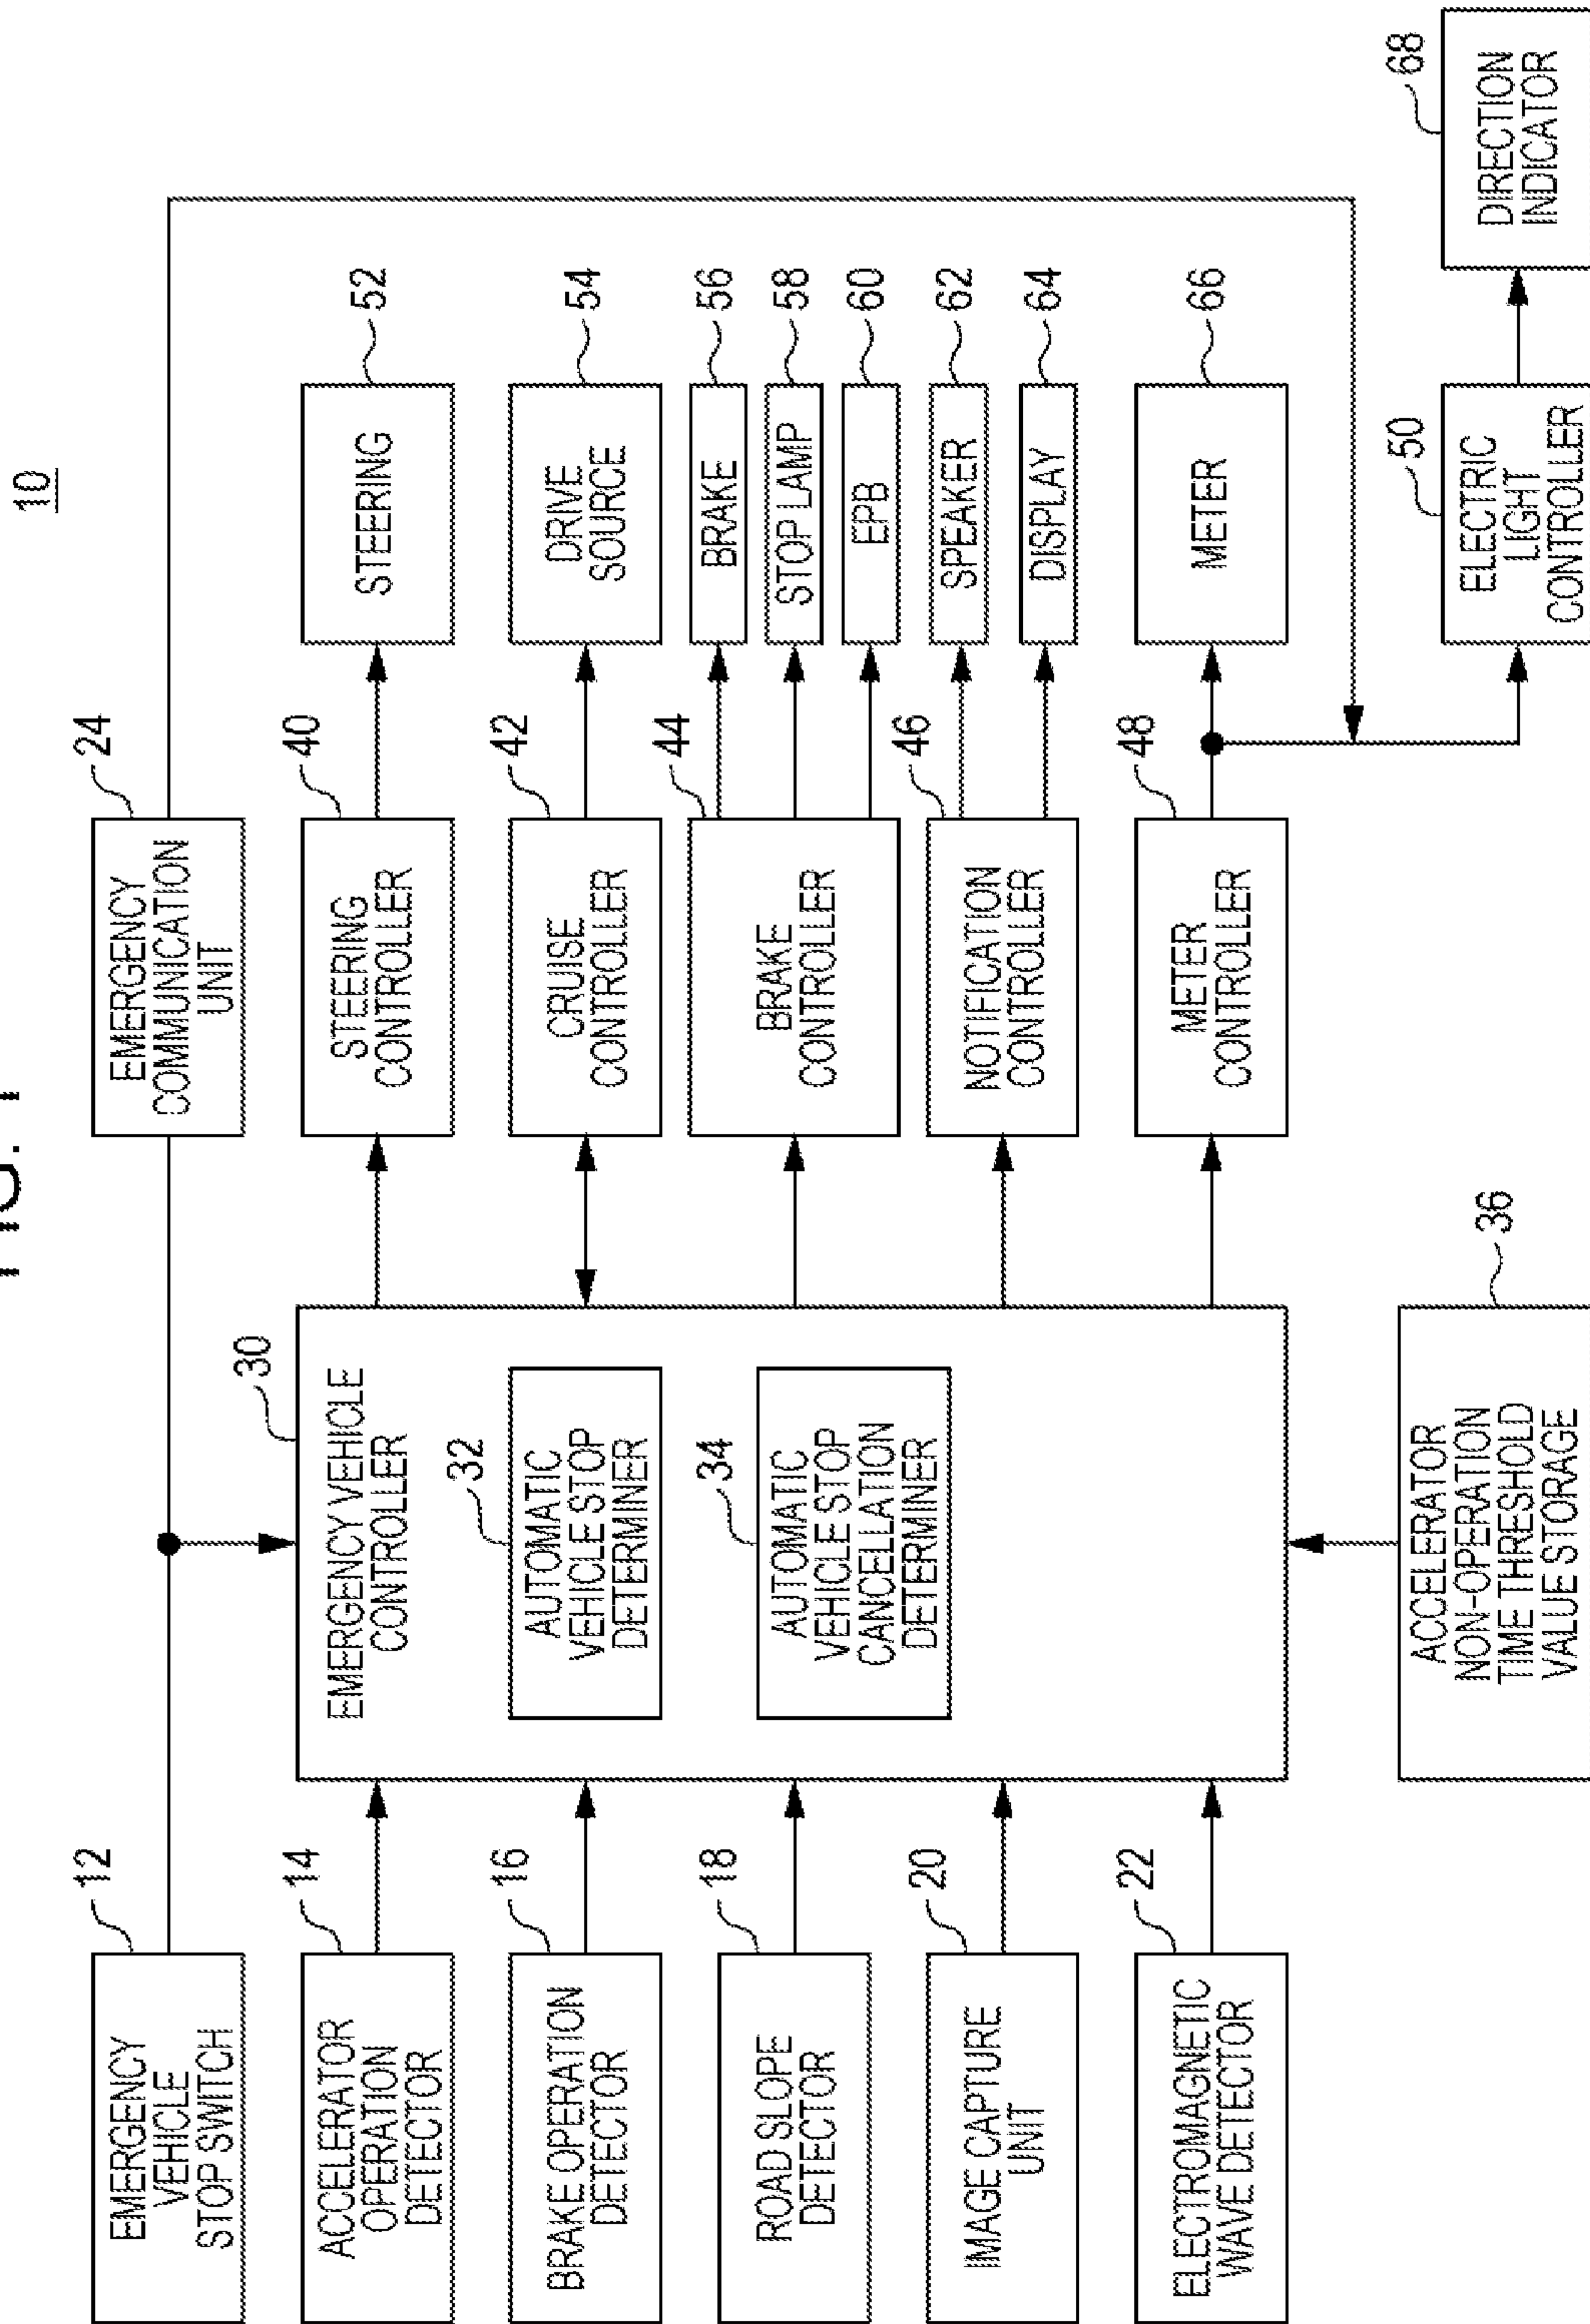 FIG. 1
10
12
EMERGENCY
VEHICLE
STOP SWITCH
14
ACCELERATOR
OPERATION
DETECTOR
16
BRAKE OPERATION
DETECTOR
18
ROAD SLOPE
DETECTOR
20
IMAGE CAPTURE
UNIT
22
ELECTROMAGNETIC
WAVE DETECTOR
30
EMERGENCY VEHICLE
CONTROLLER
32
AUTOMATIC
VEHICLE STOP
DETERMINER
34
AUTOMATIC
VEHICLE STOP
CANCELLATION
DETERMINER
36
ACCELERATOR
NON-OPERATION
TIME THRESHOLD
VALUE STORAGE
24
EMERGENCY
COMMUNICATION
UNIT
40
STEERING
CONTROLLER
42
CRUISE
CONTROLLER
44
BRAKE
CONTROLLER
46
NOTIFICATION
CONTROLLER
48
METER
CONTROLLER
52
STEERING
54
DRIVE
SOURCE
56
BRAKE
58
STOP LAMP
60
EPB
62
SPEAKER
64
DISPLAY
66
METER
50
ELECTRIC
LIGHT
CONTROLLER
68
DIRECTION
INDICATOR